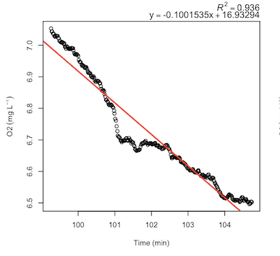 R² = 0.936
y = -0.1001535x + 16.93294
O2 (mg L⁻¹)
7.0
6.9
6.8
6.7
6.6
6.5
100
101
102
103
104
Time (min)